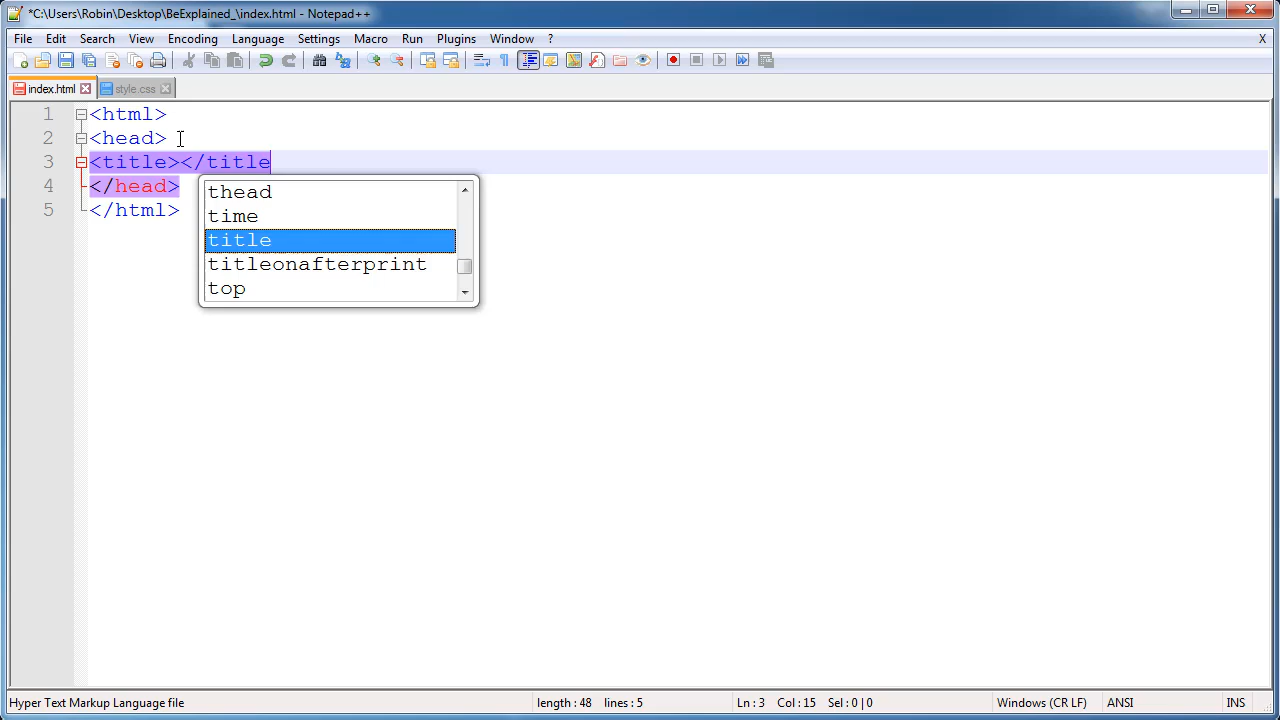 *C:\Users\Robin\Desktop\BeExplained_\index.html - Notepad++
File Edit Search View Encoding Language Settings Macro Run Plugins Window ? X
index.html style.css
1 <html>
2 <head>
3 <title></title
4 </head>
5 </html>
thead
time
title
titleonafterprint
top
Hyper Text Markup Language file length : 48 lines : 5 Ln : 3 Col : 15 Sel : 0 | 0 Windows (CR LF) ANSI INS